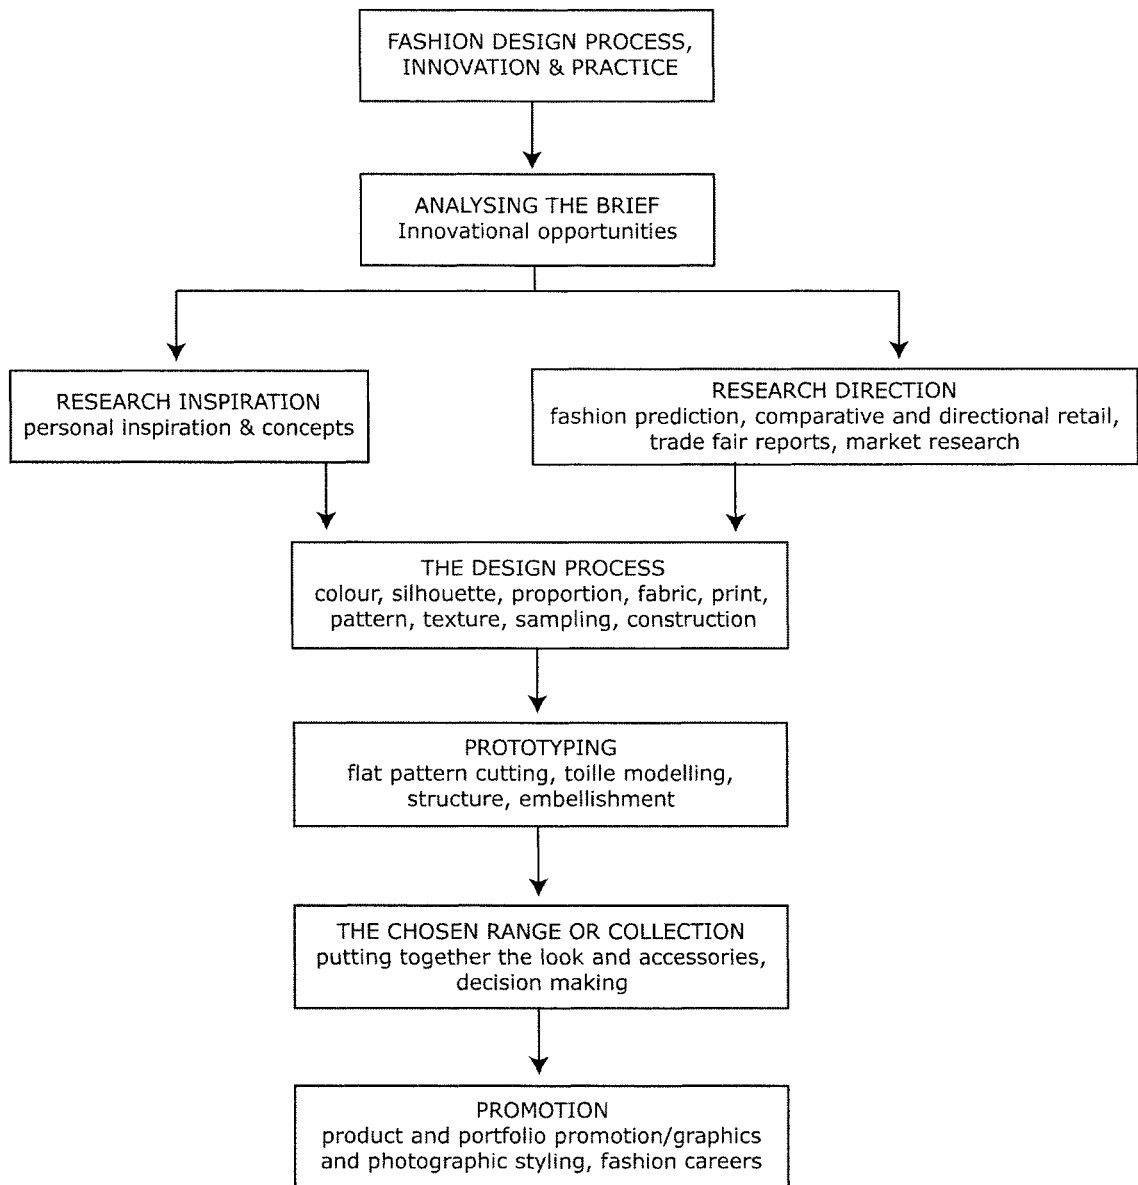 FASHION DESIGN PROCESS,
INNOVATION & PRACTICE
ANALYSING THE BRIEF
Innovational opportunities
RESEARCH INSPIRATION
personal inspiration & concepts
RESEARCH DIRECTION
fashion prediction, comparative and directional retail,
trade fair reports, market research
THE DESIGN PROCESS
colour, silhouette, proportion, fabric, print,
pattern, texture, sampling, construction
PROTOTYPING
flat pattern cutting, toille modelling,
structure, embellishment
THE CHOSEN RANGE OR COLLECTION
putting together the look and accessories,
decision making
PROMOTION
product and portfolio promotion/graphics
and photographic styling, fashion careers